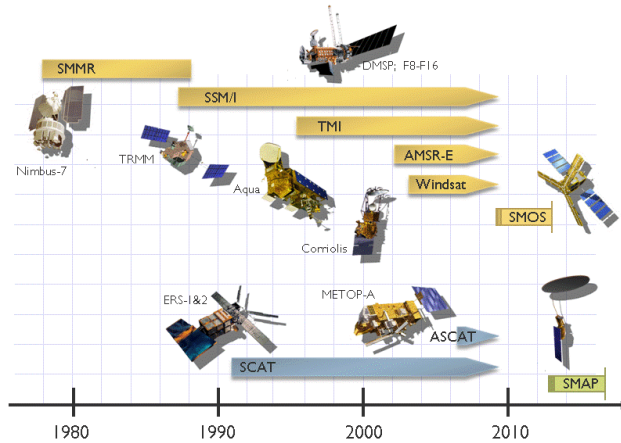 SMMR
DMSP; F8-F16
SSM/I
TMI
Nimbus-7
TRMM
AMSR-E
Aqua
Windsat
SMOS
Corriolis
ERS-1&2
METOP-A
ASCAT
SCAT
SMAP
1980 1990 2000 2010